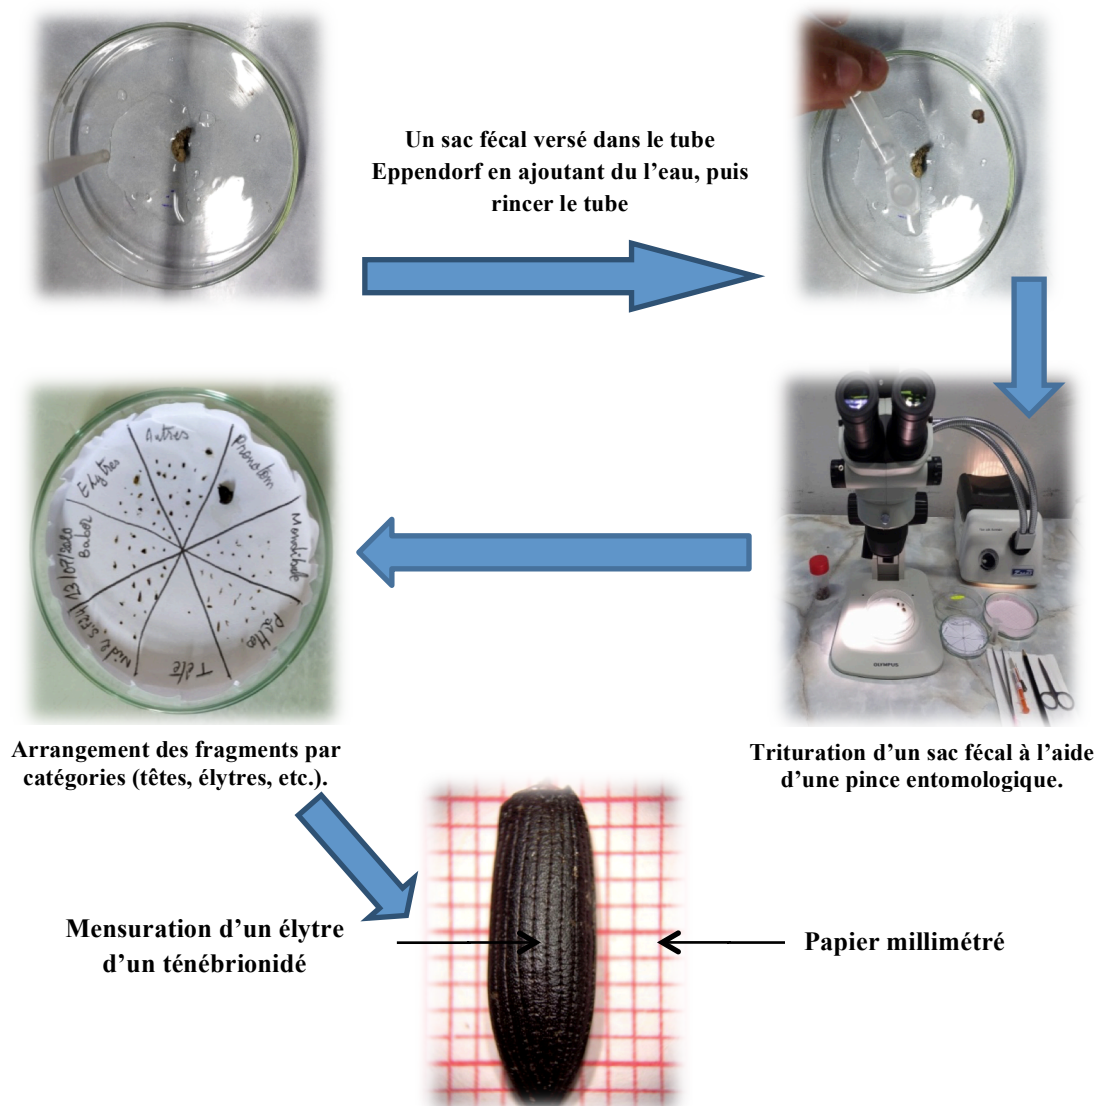 Un sac fécal versé dans le tube
Eppendorf en ajoutant du l'eau, puis
rincer le tube
Autres
Pronotum
Elytres
Mandibule
13/07/2020
Babor
Pattes
Tête
OLYMPUS
Arrangement des fragments par
catégories (têtes, élytres, etc.).
Trituration d'un sac fécal à l'aide
d'une pince entomologique.
Mensuration d'un élytre
d'un ténébrionidé
Papier millimétré